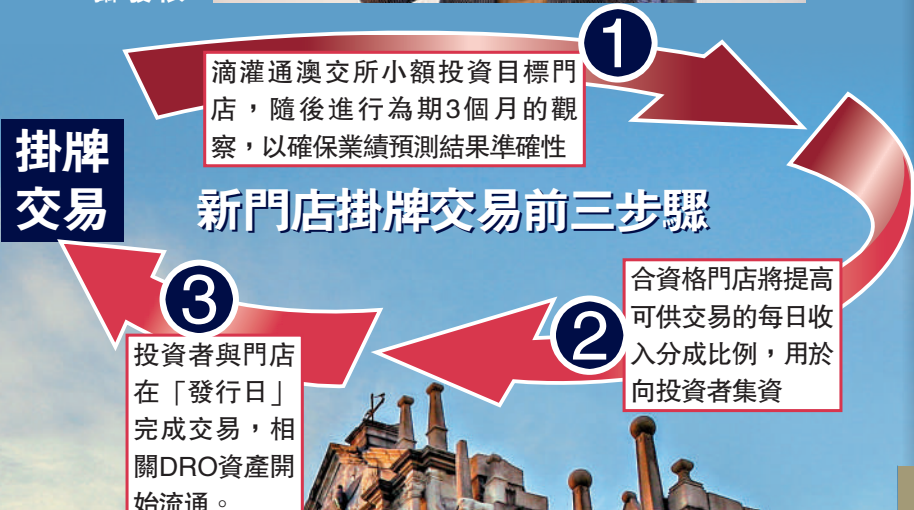 1
滴灌通澳交所小額投資目標門
店，隨後進行為期3個月的觀
察，以確保業績預測結果準確性
掛牌
交易
新門店掛牌交易前三步驟
2
合資格門店將提高
可供交易的每日收
入分成比例，用於
向投資者集資
3
投資者與門店
在「發行日」
完成交易，相
關DRO資產開
始流通。